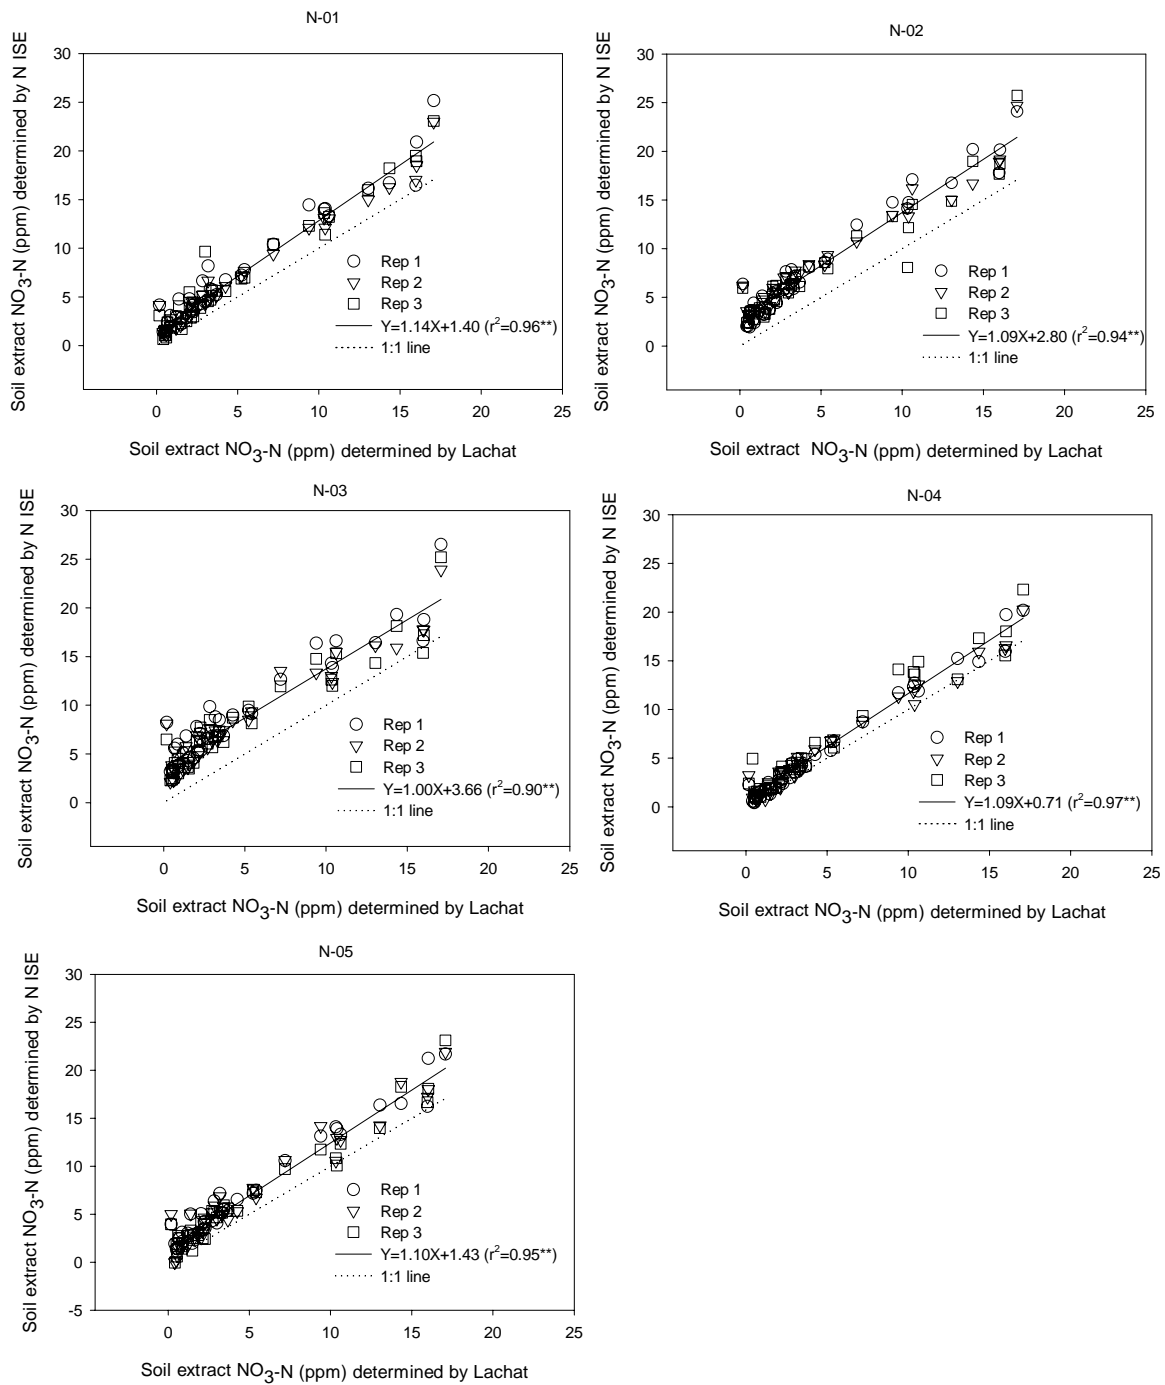 N-01
Soil extract NO3-N (ppm) determined by N ISE
30
25
20
15
10
5
0
Rep 1
Rep 2
Rep 3
Y=1.14X+1.40 (r²=0.96**)
1:1 line
0 5 10 15 20 25
Soil extract NO3-N (ppm) determined by Lachat
N-02
Soil extract NO3-N (ppm) determined by N ISE
30
25
20
15
10
5
0
Rep 1
Rep 2
Rep 3
Y=1.09X+2.80 (r²=0.94**)
1:1 line
0 5 10 15 20 25
Soil extract NO3-N (ppm) determined by Lachat
N-03
Soil extract NO3-N (ppm) determined by N ISE
30
25
20
15
10
5
0
Rep 1
Rep 2
Rep 3
Y=1.00X+3.66 (r²=0.90**)
1:1 line
0 5 10 15 20 25
Soil extract NO3-N (ppm) determined by Lachat
N-04
Soil extract NO3-N (ppm) determined by N ISE
30
25
20
15
10
5
0
Rep 1
Rep 2
Rep 3
Y=1.09X+0.71 (r²=0.97**)
1:1 line
0 5 10 15 20 25
Soil extract NO3-N (ppm) determined by Lachat
N-05
Soil extract NO3-N (ppm) determined by N ISE
30
25
20
15
10
5
0
-5
Rep 1
Rep 2
Rep 3
Y=1.10X+1.43 (r²=0.95**)
1:1 line
0 5 10 15 20 25
Soil extract NO3-N (ppm) determined by Lachat